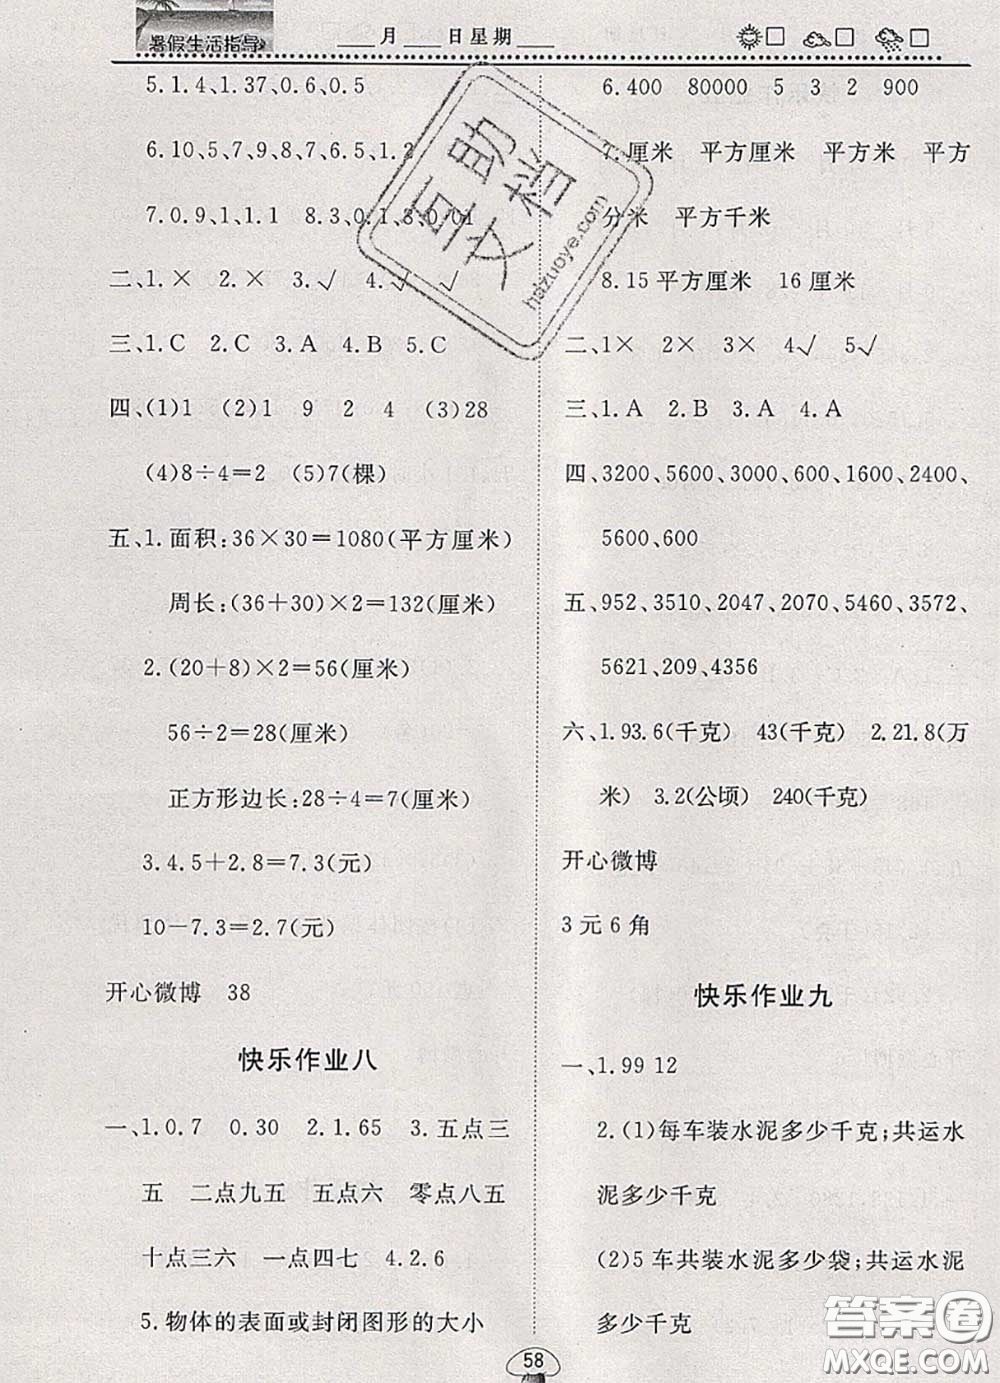 暑假生活指导
月 日星期
5.1.4、1.37、0.6、0.5
6.10、5、7、9、8、7、6.5、1.2
7.0.9、1、1.1 8.3、0.1、3、0.01
二、1.× 2.× 3.√ 4.√ √
三、1.C 2.C 3.A 4.B 5.C
四、(1)1 (2)1 9 2 4 (3)28
(4)8÷4=2 (5)7(棵)
五、1.面积:36×30=1080(平方厘米)
周长:(36+30)×2=132(厘米)
2.(20+8)×2=56(厘米)
56÷2=28(厘米)
正方形边长:28÷4=7(厘米)
3.4.5+2.8=7.3(元)
10-7.3=2.7(元)
开心微博 38
快乐作业八
一、1.0.7 0.30 2.1.65 3.五点三
五 二点九五 五点六 零点八五
十点三六 一点四七 4.2.6
5.物体的表面或封闭图形的大小
6.400 80000 5 3 2 900
7.厘米 平方厘米 平方米 平方
分米 平方千米
8.15平方厘米 16厘米
二、1× 2× 3× 4√ 5√
三、1.A 2.B 3.A 4.A
四、3200、5600、3000、600、1600、2400、
5600、600
五、952、3510、2047、2070、5460、3572、
5621、209、4356
六、1.93.6(千克) 43(千克) 2.21.8(万
米) 3.2(公顷) 240(千克)
开心微博
3元6角
快乐作业九
一、1.99 12
2.(1)每车装水泥多少千克;共运水
泥多少千克
(2)5车共装水泥多少袋;共运水泥
多少千克
58
互助文档
hdzuoye.com
答案圈
MXQE.COM